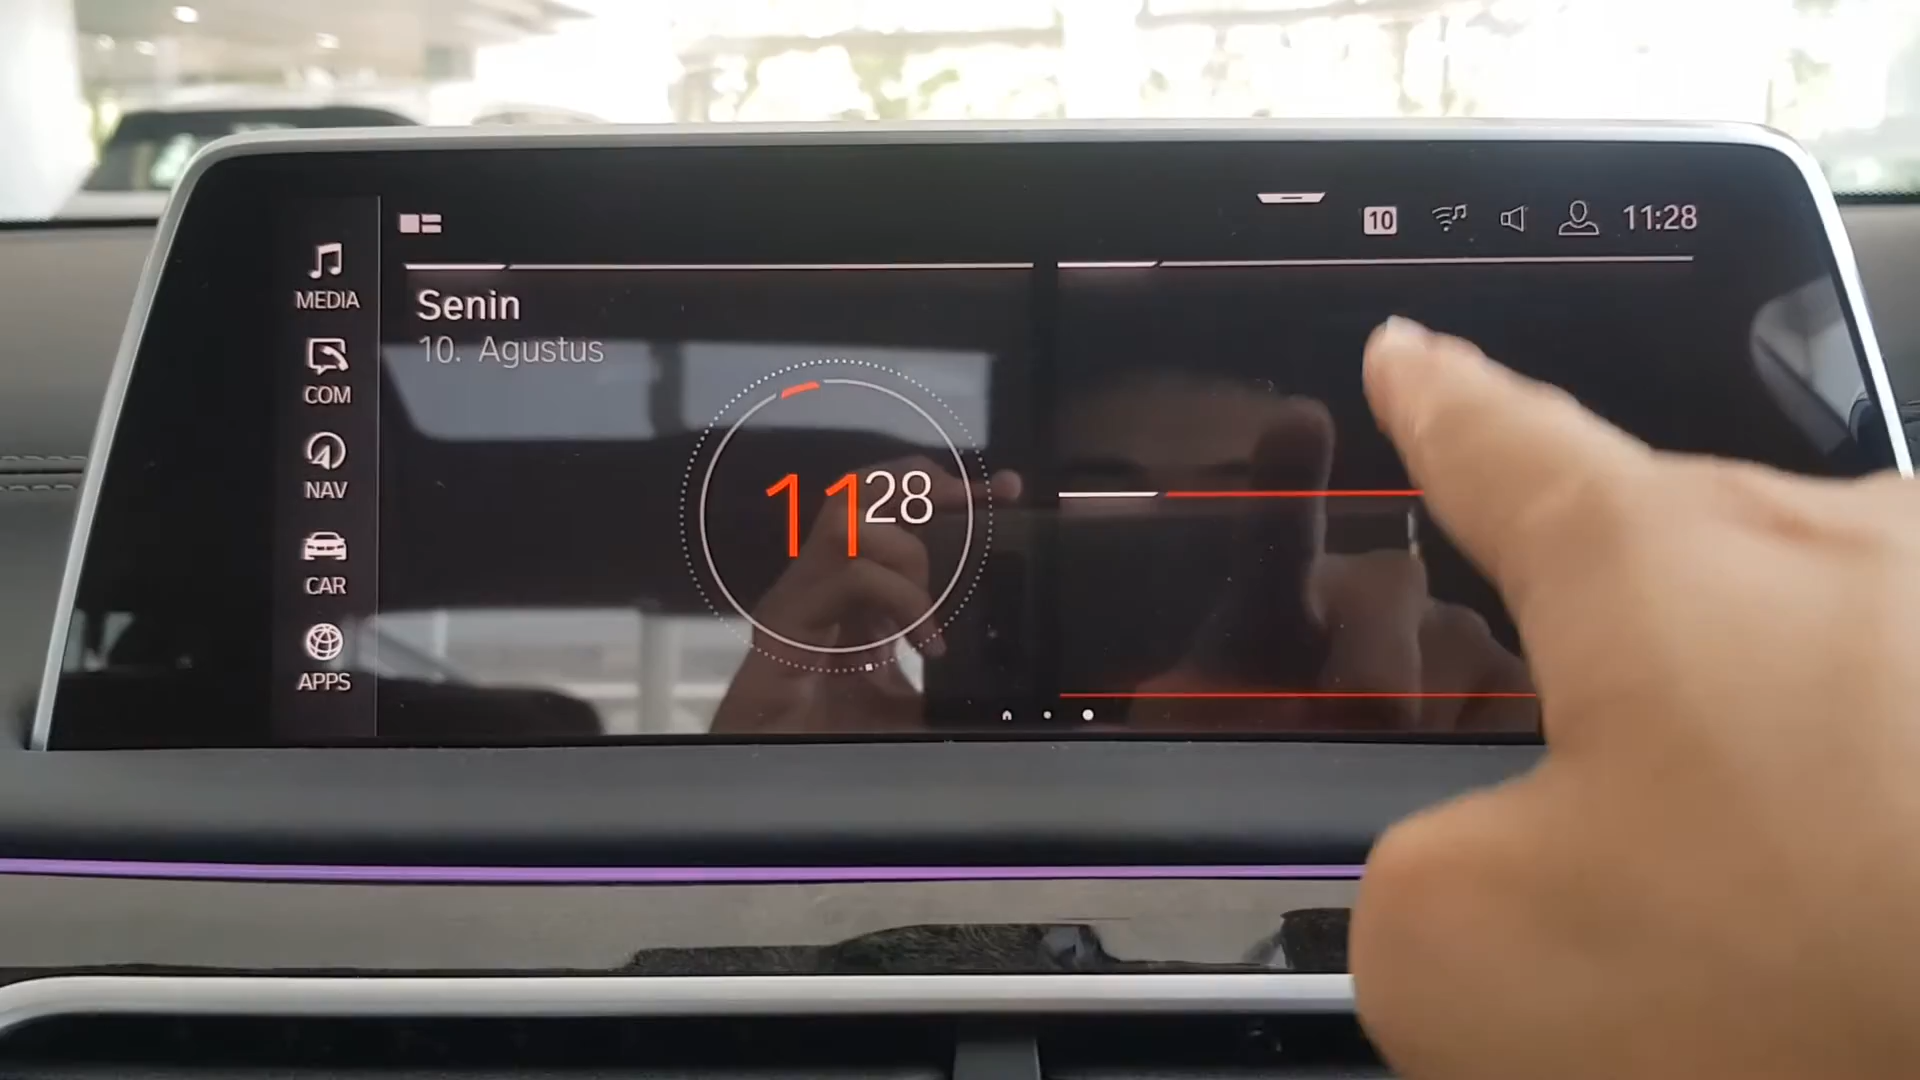 10
11:28
MEDIA
COM
NAV
CAR
APPS
Senin
10. Agustus
11 28